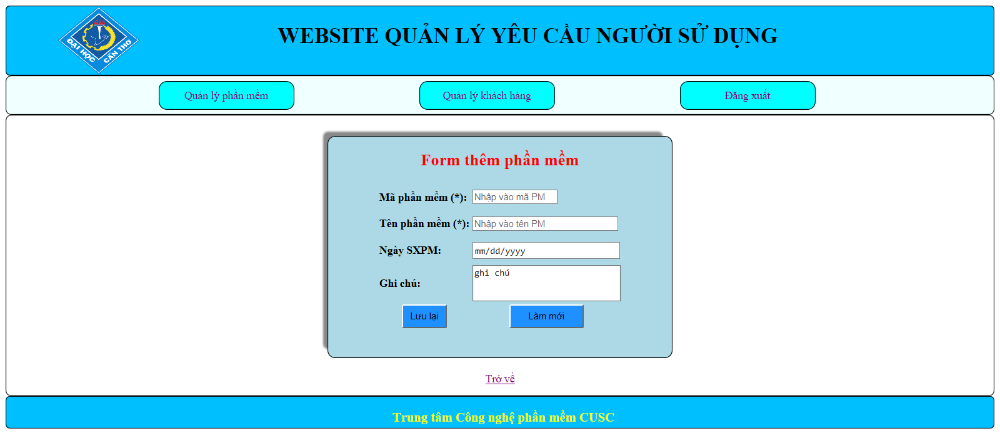 ĐẠI HỌC CẦN THƠ
WEBSITE QUẢN LÝ YÊU CẦU NGƯỜI SỬ DỤNG
Quản lý phần mềm
Quản lý khách hàng
Đăng xuất
Form thêm phần mềm
Mã phần mềm (*): Nhập vào mã PM
Tên phần mềm (*): Nhập vào tên PM
Ngày SXPM: mm/dd/yyyy
Ghi chú: ghi chú
Lưu lại Làm mới
Trở về
Trung tâm Công nghệ phần mềm CUSC